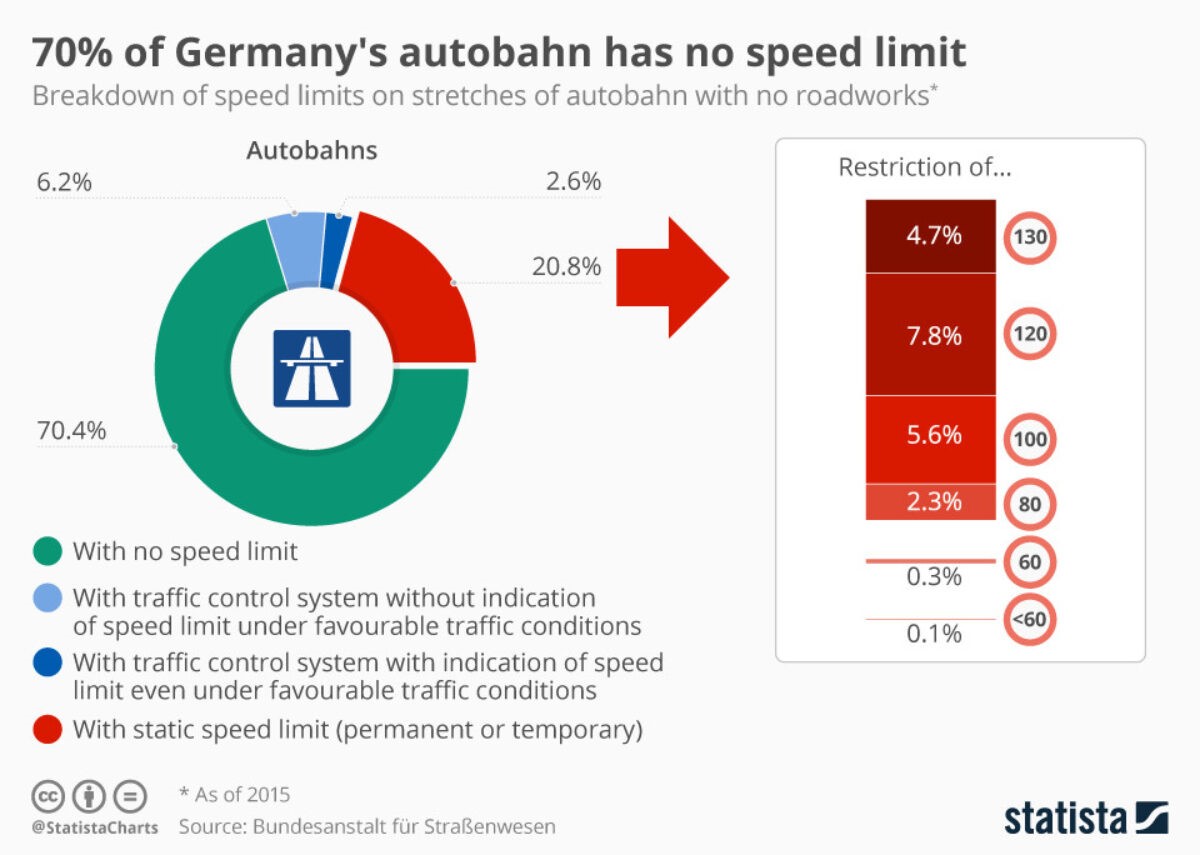 70% of Germany's autobahn has no speed limit
Breakdown of speed limits on stretches of autobahn with no roadworks*
Autobahns
6.2%
2.6%
20.8%
70.4%
With no speed limit
With traffic control system without indication
of speed limit under favourable traffic conditions
With traffic control system with indication of speed
limit even under favourable traffic conditions
With static speed limit (permanent or temporary)
Restriction of...
4.7% 130
7.8% 120
5.6% 100
2.3% 80
60
0.3%
<60
0.1%
cc =
* As of 2015
@StatistaCharts Source: Bundesanstalt für Straßenwesen
statista